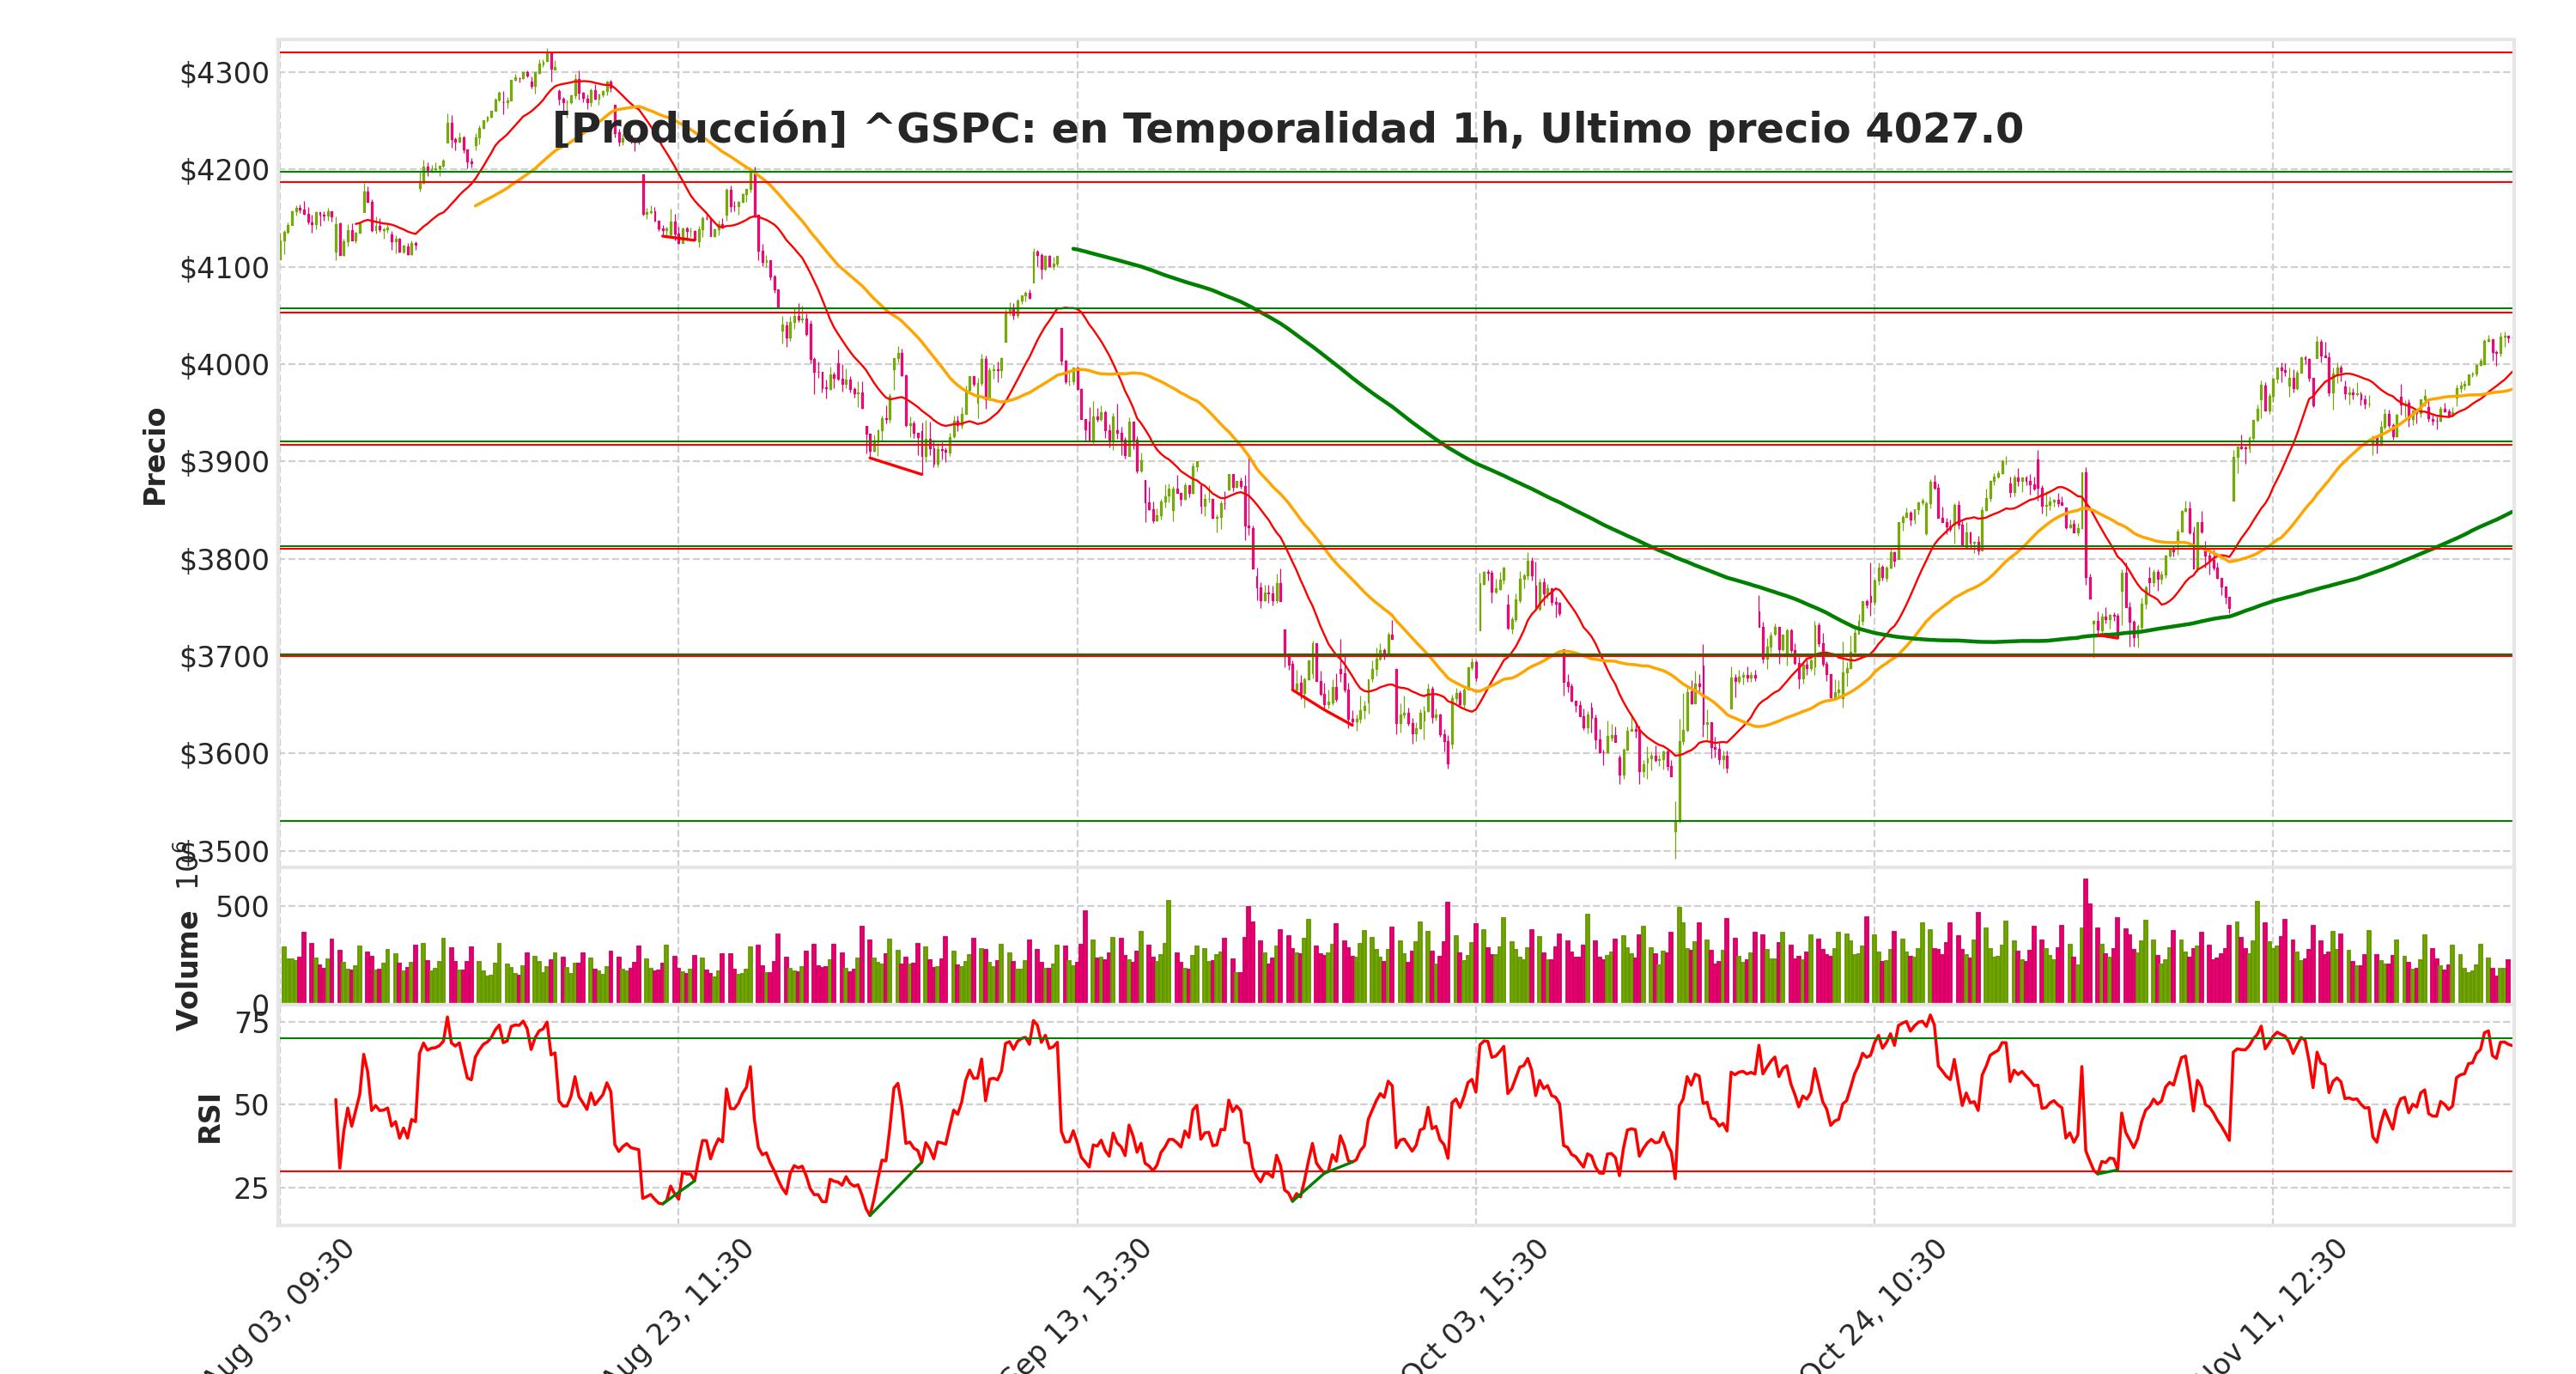 [Producción] ^GSPC: en Temporalidad 1h, Ultimo precio 4027.0
Precio
$4300
$4200
$4100
$4000
$3900
$3800
$3700
$3600
$3500
Volume 10⁶
500
0
RSI
75
50
25
Aug 03, 09:30
Aug 23, 11:30
Sep 13, 13:30
Oct 03, 15:30
Oct 24, 10:30
Nov 11, 12:30